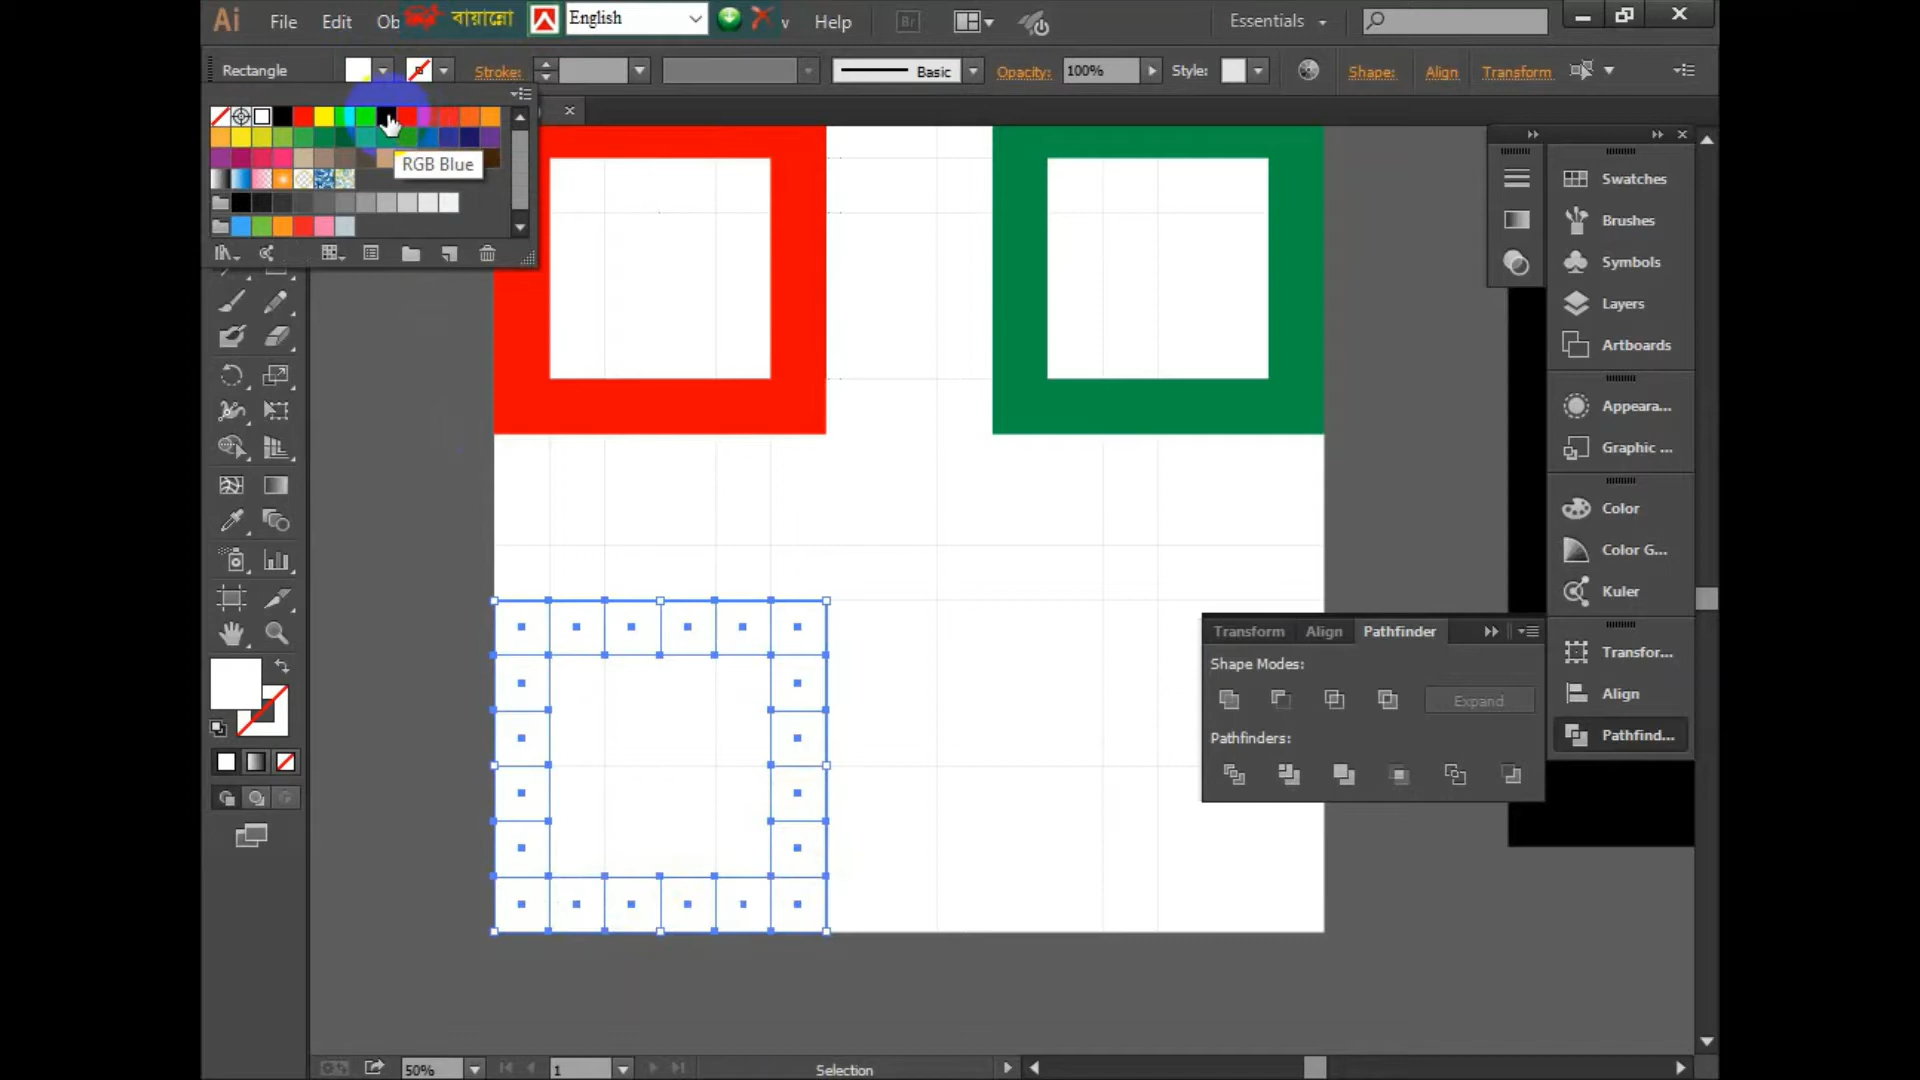 Ai File Edit Ob বায়ান্নো English v Help Br Essentials
Rectangle Stroke: Basic Opacity: 100% Style: Shape: Align Transform
RGB Blue
Swatches
Brushes
Symbols
Layers
Artboards
Appeara...
Graphic ...
Color
Color G...
Kuler
Transfor...
Align
Pathfind...
Transform Align Pathfinder
Shape Modes:
Expand
Pathfinders:
50% 1 Selection